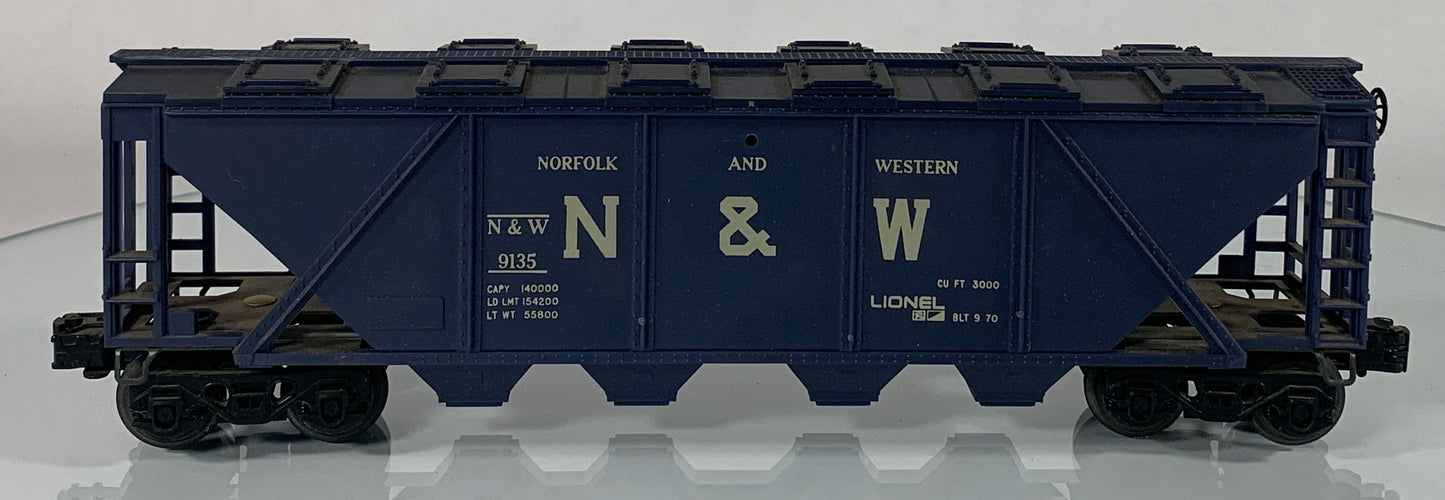 NORFOLK AND WESTERN
N & W
N & W
9135
CAPY 140000
LD LMT 154200
LT WT 55800
CU FT 3000
LIONEL
BLT 9 70